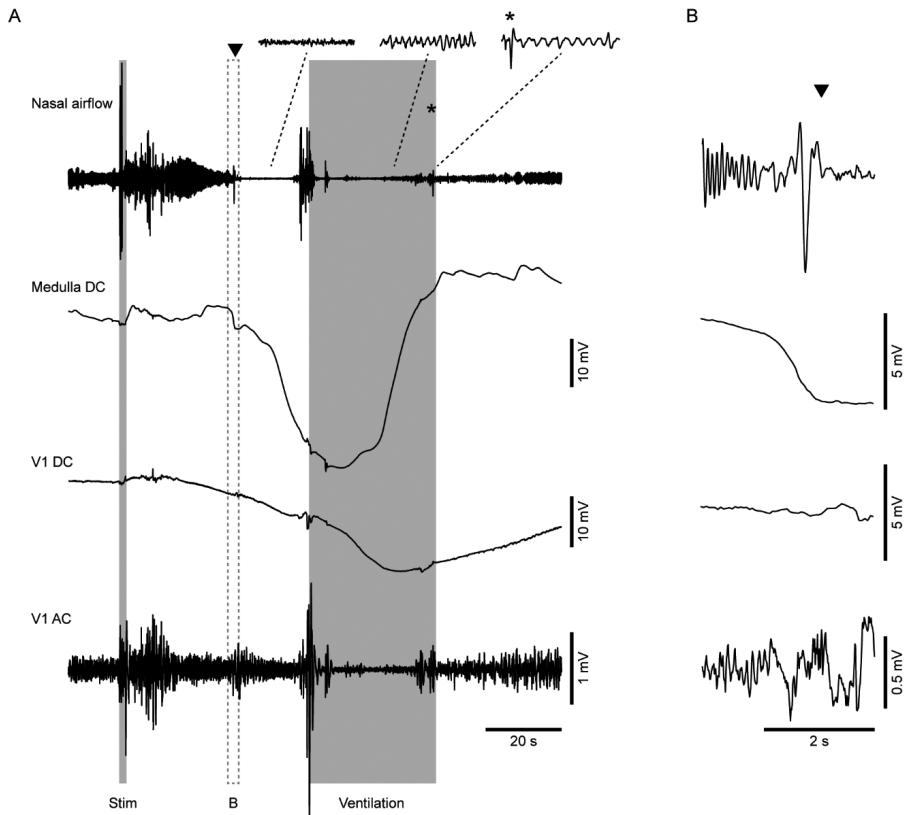 A
B
*
Nasal airflow
*
Medulla DC
10 mV
5 mV
V1 DC
10 mV
5 mV
V1 AC
1 mV
0.5 mV
20 s
2 s
Stim
B
Ventilation